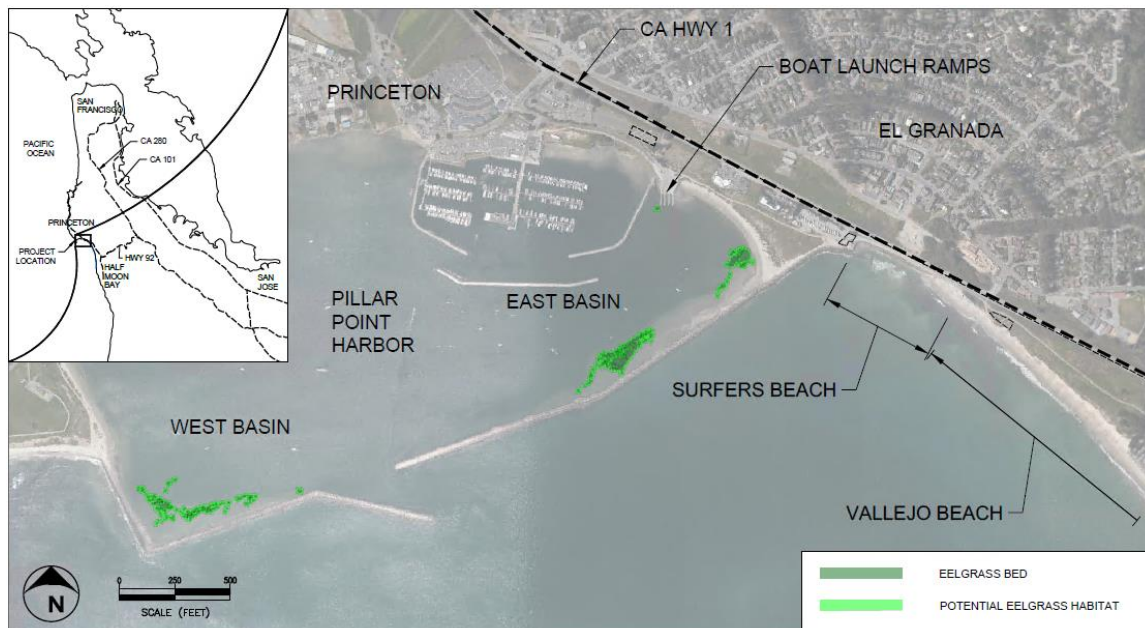 SAN
FRANCISCO
PACIFIC
OCEAN
CA 280
CA 101
PRINCETON
PROJECT
LOCATION
HWY 92
HALF
MOON
BAY
SAN
JOSE
CA HWY 1
BOAT LAUNCH RAMPS
PRINCETON
EL GRANADA
PILLAR
POINT
HARBOR
EAST BASIN
SURFERS BEACH
WEST BASIN
VALLEJO BEACH
N
0 250 500
SCALE (FEET)
EELGRASS BED
POTENTIAL EELGRASS HABITAT